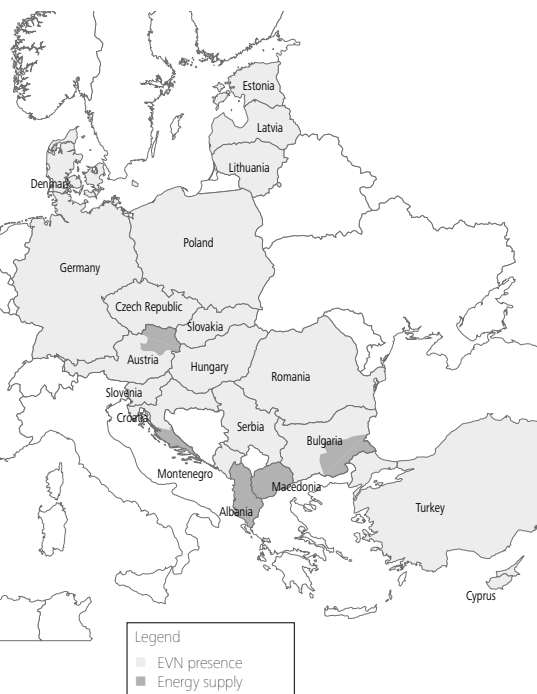 Estonia
Latvia
Lithuania
Denmark
Poland
Germany
Czech Republic
Slovakia
Austria
Hungary
Romania
Slovenia
Croatia
Serbia
Bulgaria
Montenegro
Macedonia
Albania
Turkey
Cyprus
Legend
EVN presence
Energy supply